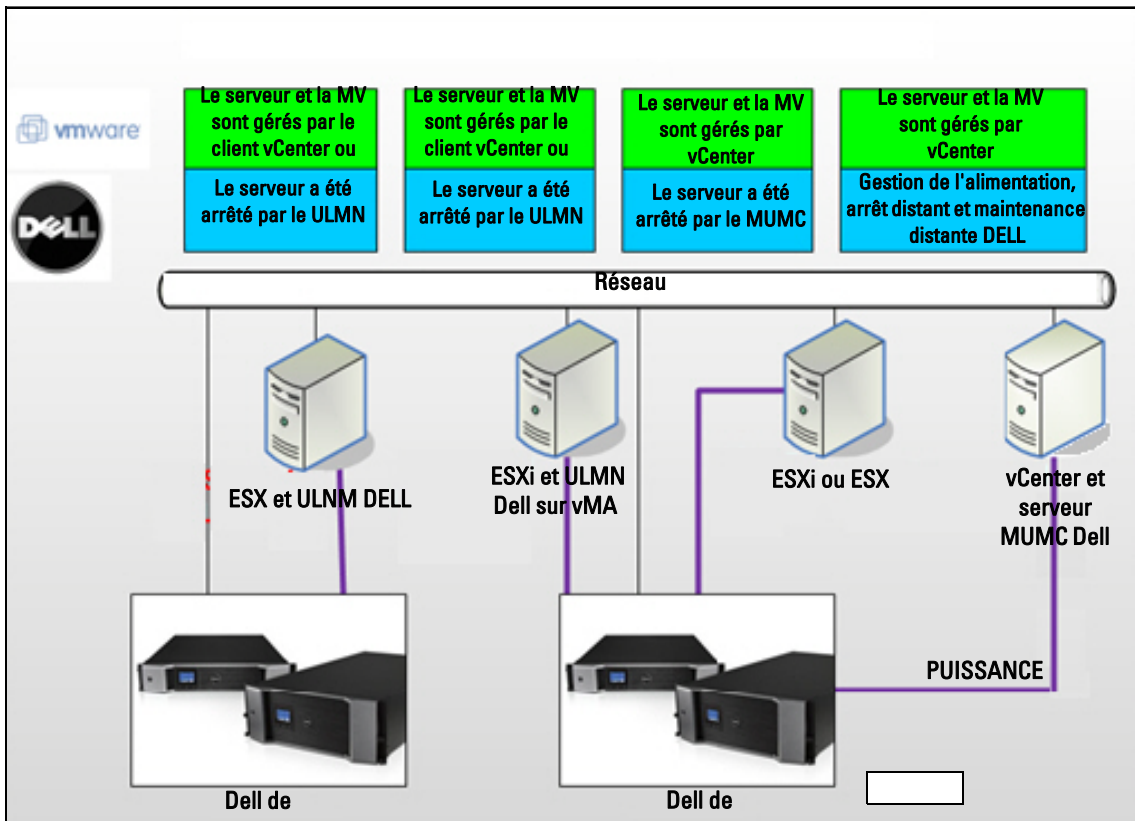 Le serveur et la MV
sont gérés par le
client vCenter ou
Le serveur et la MV
sont gérés par le
client vCenter ou
Le serveur et la MV
sont gérés par
vCenter
Le serveur et la MV
sont gérés par
vCenter
vmware
DELL
Le serveur a été
arrêté par le ULMN
Le serveur a été
arrêté par le ULMN
Le serveur a été
arrêté par le MUMC
Gestion de l'alimentation,
arrêt distant et maintenance
distante DELL
Réseau
ESX et ULNM DELL
ESXi et ULMN
Dell sur vMA
ESXi ou ESX
vCenter et
serveur
MUMC Dell
PUISSANCE
Dell de
Dell de